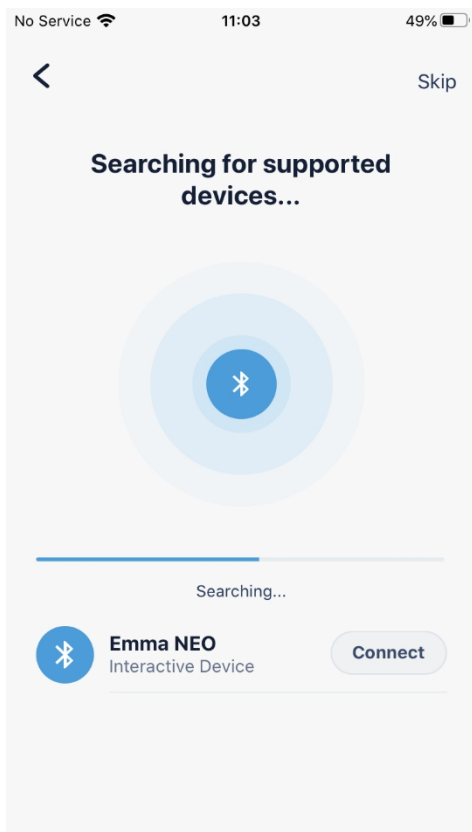 No Service 11:03 49%
Skip
Searching for supported
devices...
Searching...
Emma NEO
Interactive Device
Connect